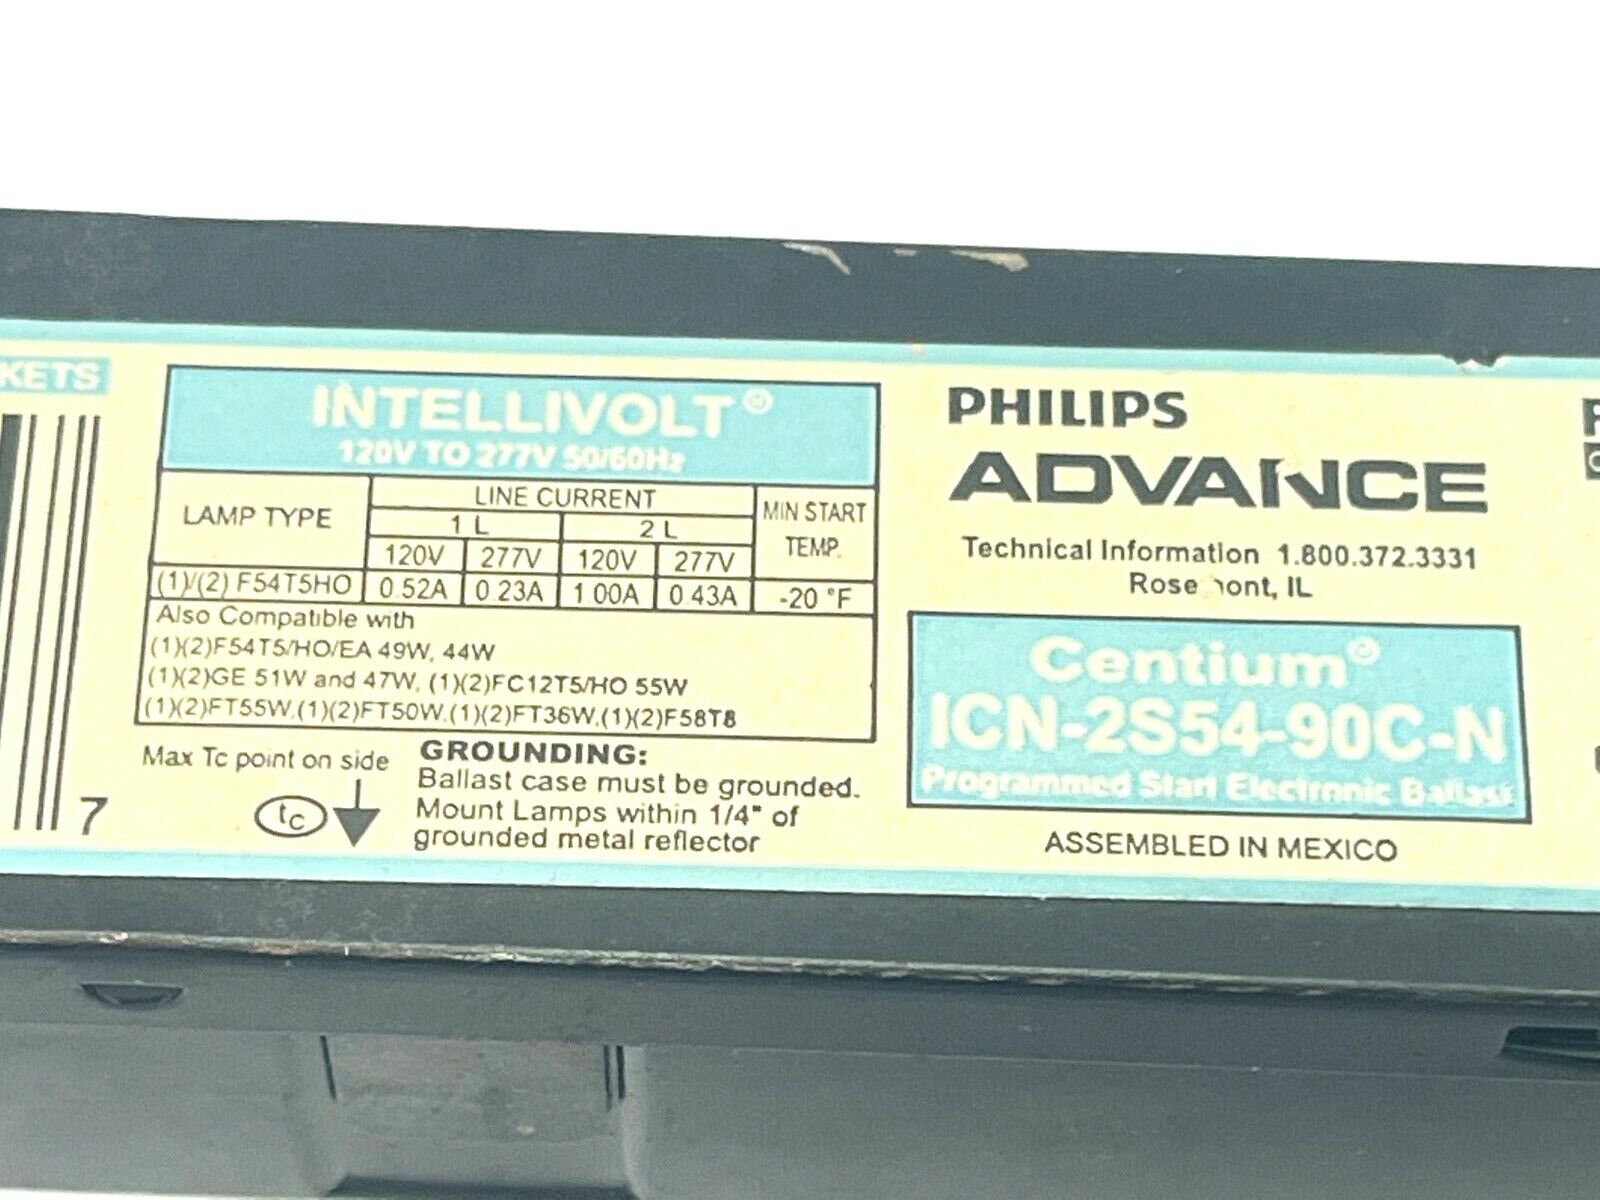 KETS
7
INTELLIVOLT®
120V TO 277V 50/60Hz
LAMP TYPE
LINE CURRENT
MIN START TEMP.
1 L 2 L
120V 277V 120V 277V
(1)/(2) F54T5HO 0.52A 0.23A 1.00A 0.43A -20 °F
Also Compatible with
(1)(2)F54T5/HO/EA 49W, 44W
(1)(2)GE 51W and 47W, (1)(2)FC12T5/HO 55W
(1)(2)FT55W,(1)(2)FT50W,(1)(2)FT36W,(1)(2)F58T8
Max Tc point on side
tc
GROUNDING:
Ballast case must be grounded.
Mount Lamps within 1/4" of
grounded metal reflector
PHILIPS
ADVANCE
Technical Information 1.800.372.3331
Rosemont, IL
Centium®
ICN-2S54-90C-N
Programmed Start Electronic Ballast
ASSEMBLED IN MEXICO